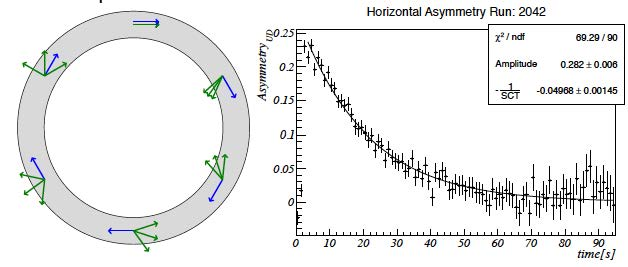 Horizontal Asymmetry Run: 2042
χ² / ndf 69.29 / 90
Amplitude 0.282 ± 0.006
- 1/SCT -0.04968 ± 0.00145
Asymmetry UD
0.25
0.2
0.15
0.1
0.05
0
0 10 20 30 40 50 60 70 80 90
time[s]